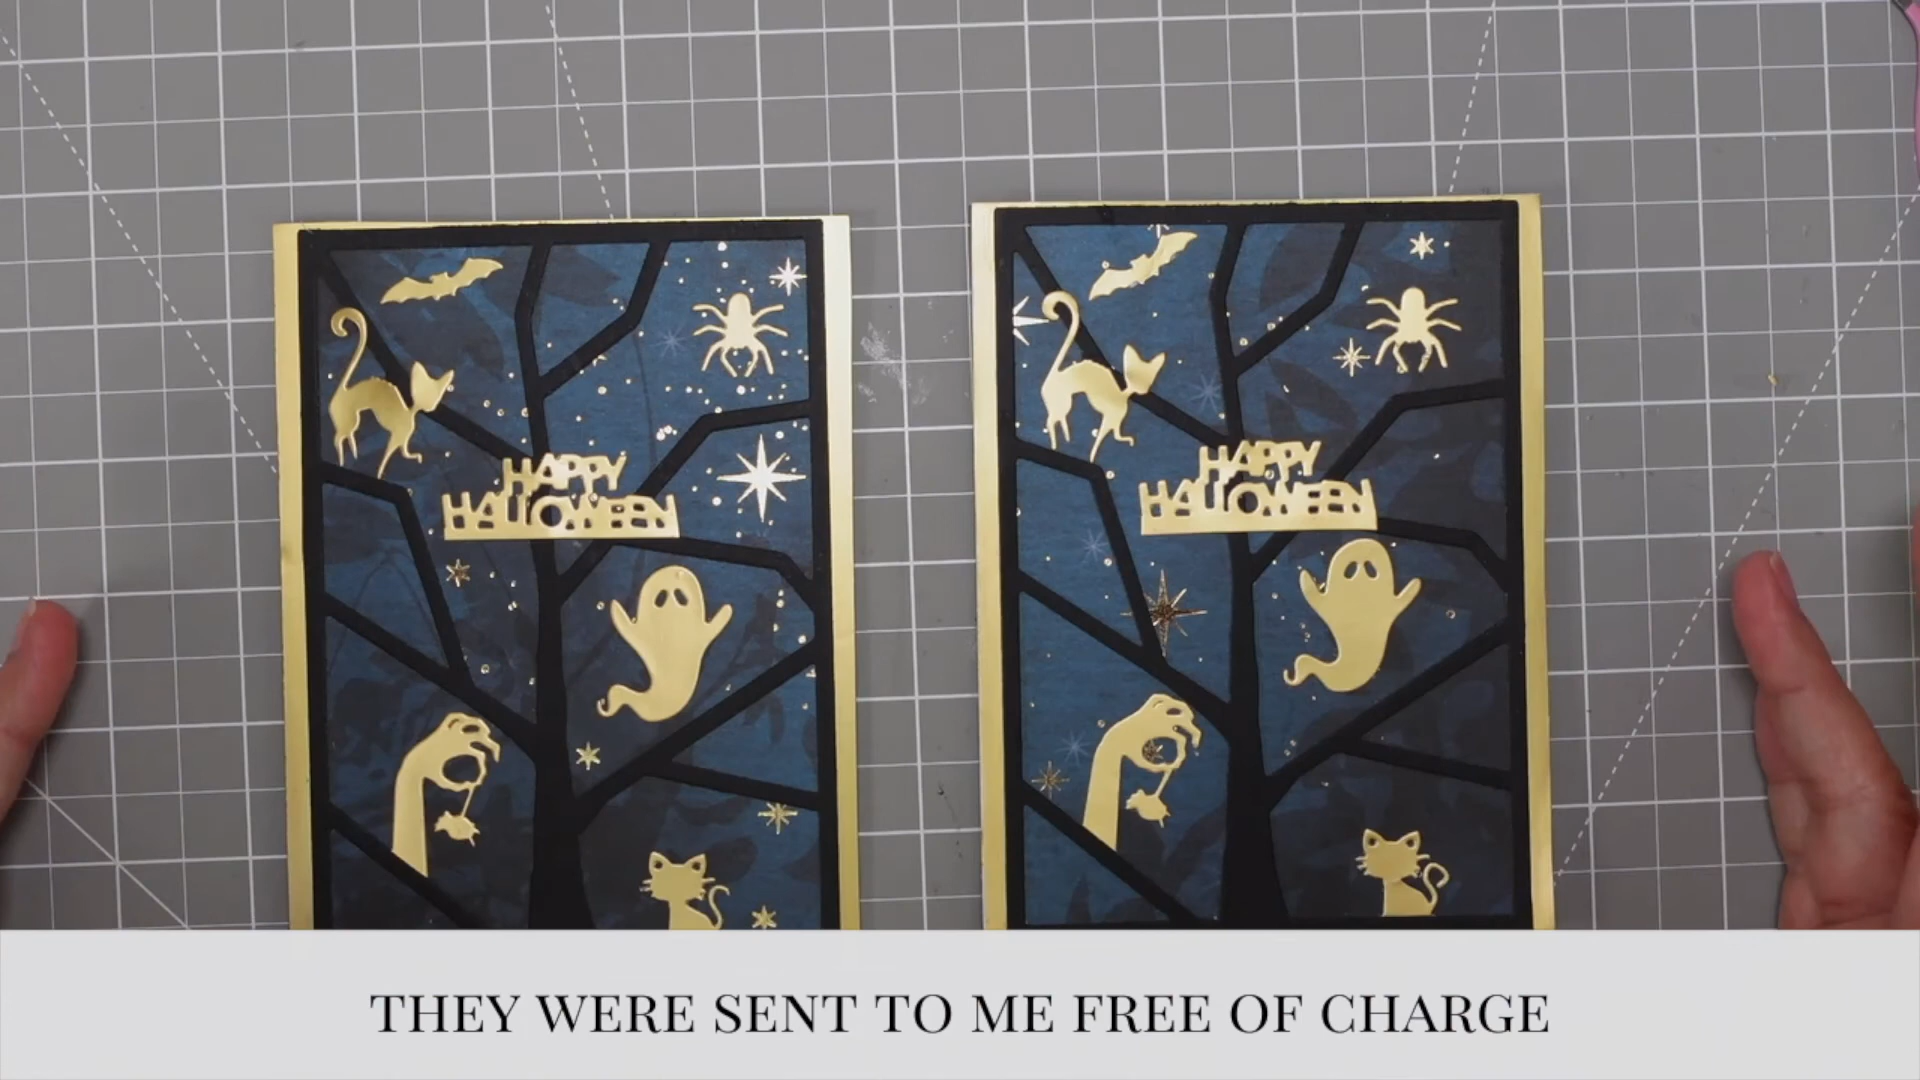 HAPPY
HALLOWEEN
HAPPY
HALLOWEEN
THEY WERE SENT TO ME FREE OF CHARGE